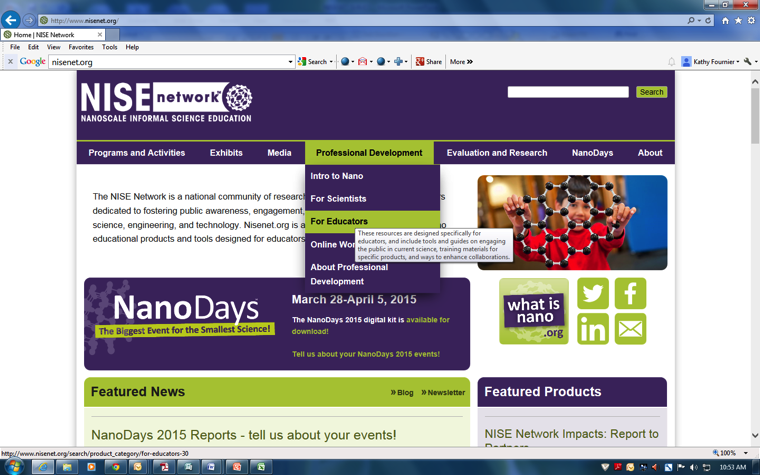 http://www.nisenet.org/
Home | NISE Network
File Edit View Favorites Tools Help
Google nisenet.org Search Share More >> Kathy Fournier
NISE network™
NANOSCALE INFORMAL SCIENCE EDUCATION
Search
Programs and Activities Exhibits Media Professional Development Evaluation and Research NanoDays About
Intro to Nano
For Scientists
For Educators
Online Wor
About Professional
Development
These resources are designed specifically for
educators, and include tools and guides on engaging
the public in current science, training materials for
specific products, and ways to enhance collaborations.
The NISE Network is a national community of researc
dedicated to fostering public awareness, engagement,
science, engineering, and technology. Nisenet.org is a
educational products and tools designed for educators
NanoDays™
The Biggest Event for the Smallest Science!
March 28-April 5, 2015
The NanoDays 2015 digital kit is available for
download!
Tell us about your NanoDays 2015 events!
what is
nano
.org
Featured News »Blog »Newsletter
NanoDays 2015 Reports - tell us about your events!
Featured Products
NISE Network Impacts: Report to
http://www.nisenet.org/search/product_category/for-educators-30
100%
10:53 AM